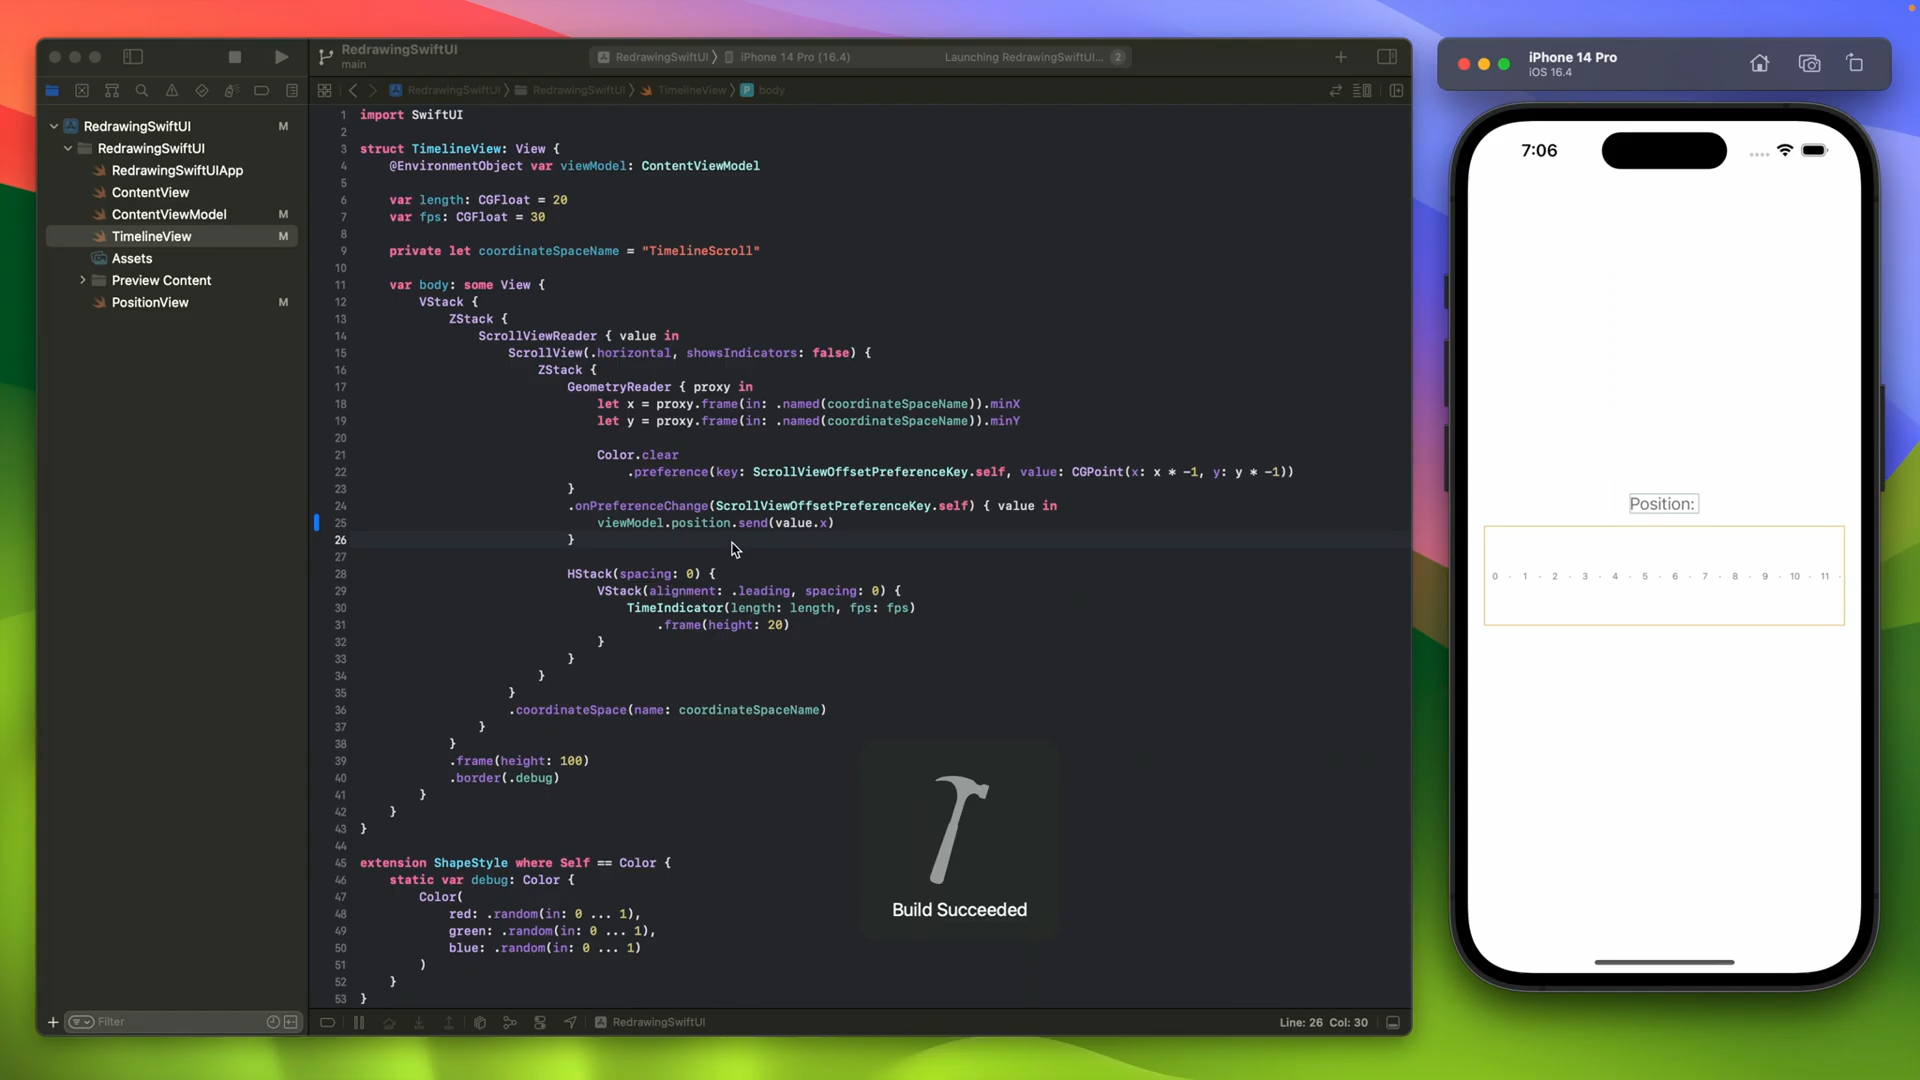 RedrawingSwiftUI
main
RedrawingSwiftUI
iPhone 14 Pro (16.4)
Launching RedrawingSwiftUI...
2
RedrawingSwiftUI
RedrawingSwiftUI
TimelineView
P
body
RedrawingSwiftUI
M
RedrawingSwiftUI
RedrawingSwiftUIApp
ContentView
ContentViewModel
M
TimelineView
M
Assets
Preview Content
PositionView
M
Filter
1 import SwiftUI
2
3 struct TimelineView: View {
4 @EnvironmentObject var viewModel: ContentViewModel
5
6 var length: CGFloat = 20
7 var fps: CGFloat = 30
8
9 private let coordinateSpaceName = "TimelineScroll"
10
11 var body: some View {
12 VStack {
13 ZStack {
14 ScrollViewReader { value in
15 ScrollView(.horizontal, showsIndicators: false) {
16 ZStack {
17 GeometryReader { proxy in
18 let x = proxy.frame(in: .named(coordinateSpaceName)).minX
19 let y = proxy.frame(in: .named(coordinateSpaceName)).minY
20
21 Color.clear
22 .preference(key: ScrollViewOffsetPreferenceKey.self, value: CGPoint(x: x * -1, y: y * -1))
23 }
24 .onPreferenceChange(ScrollViewOffsetPreferenceKey.self) { value in
25 viewModel.position.send(value.x)
26 }
27
28 HStack(spacing: 0) {
29 VStack(alignment: .leading, spacing: 0) {
30 TimeIndicator(length: length, fps: fps)
31 .frame(height: 20)
32 }
33 }
34 }
35 }
36 .coordinateSpace(name: coordinateSpaceName)
37 }
38 }
39 .frame(height: 100)
40 .border(.debug)
41 }
42 }
43 }
44
45 extension ShapeStyle where Self == Color {
46 static var debug: Color {
47 Color(
48 red: .random(in: 0 ... 1),
49 green: .random(in: 0 ... 1),
50 blue: .random(in: 0 ... 1)
51 )
52 }
53 }
Build Succeeded
RedrawingSwiftUI
Line: 26 Col: 30
iPhone 14 Pro
iOS 16.4
7:06
Position:
0 · 1 · 2 · 3 · 4 · 5 · 6 · 7 · 8 · 9 · 10 · 11 ·